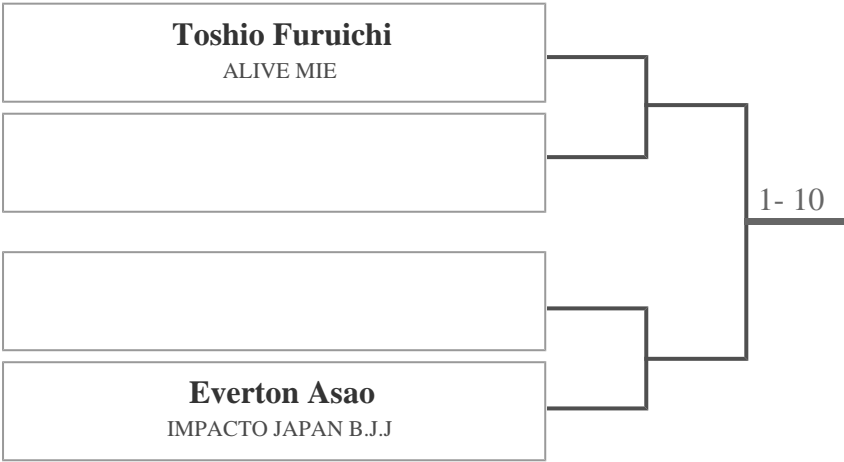 Toshio Furuichi
ALIVE MIE
1- 10
Everton Asao
IMPACTO JAPAN B.J.J